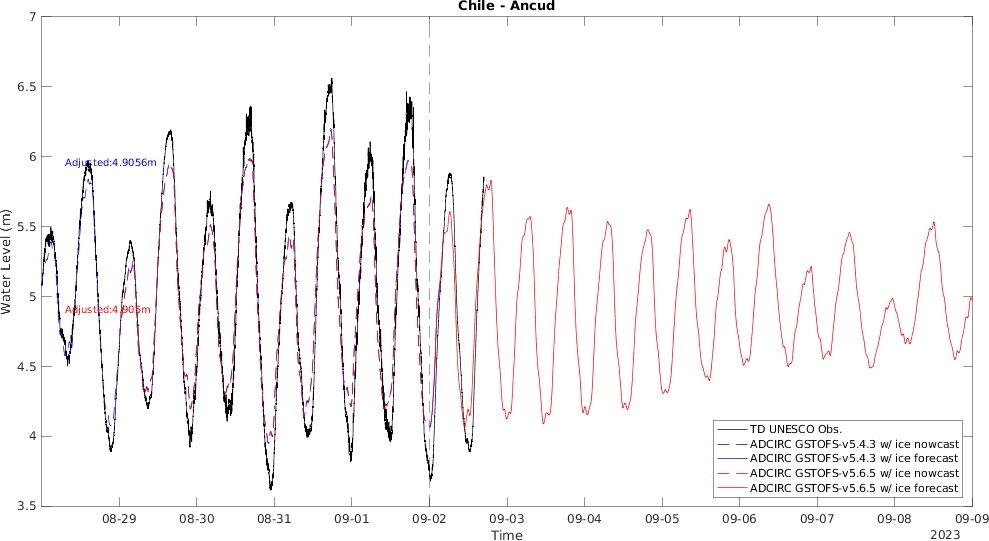 Chile - Ancud
7
6.5
6
5.5
5
4.5
4
3.5
Water Level (m)
Adjusted:4.9056m
Adjusted:4.905m
TD UNESCO Obs.
ADCIRC GSTOFS-v5.4.3 w/ ice nowcast
ADCIRC GSTOFS-v5.4.3 w/ ice forecast
ADCIRC GSTOFS-v5.6.5 w/ ice nowcast
ADCIRC GSTOFS-v5.6.5 w/ ice forecast
08-29 08-30 08-31 09-01 09-02 09-03 09-04 09-05 09-06 09-07 09-08 09-09
Time
2023